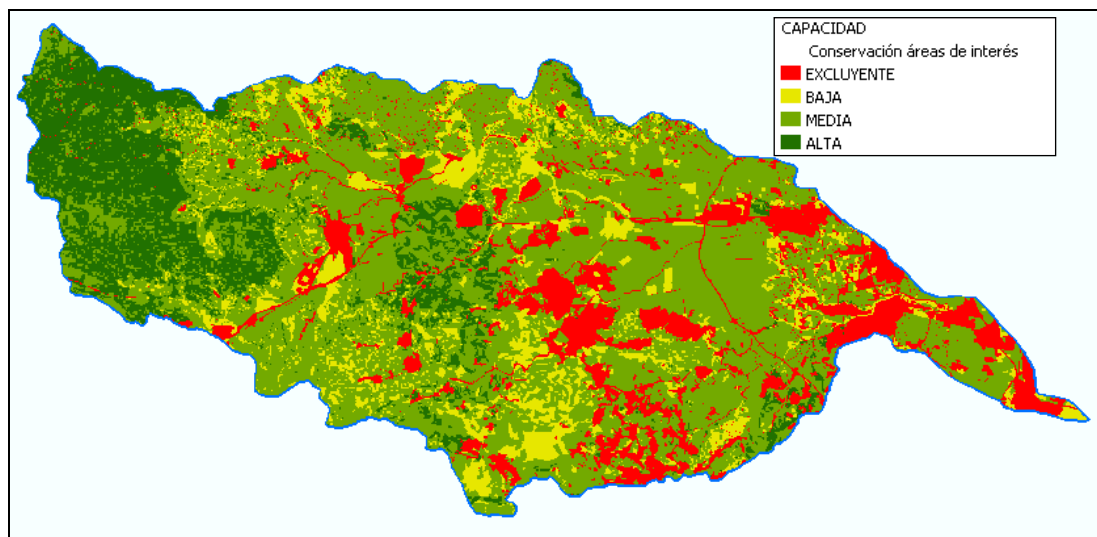 CAPACIDAD
Conservación áreas de interés
EXCLUYENTE
BAJA
MEDIA
ALTA